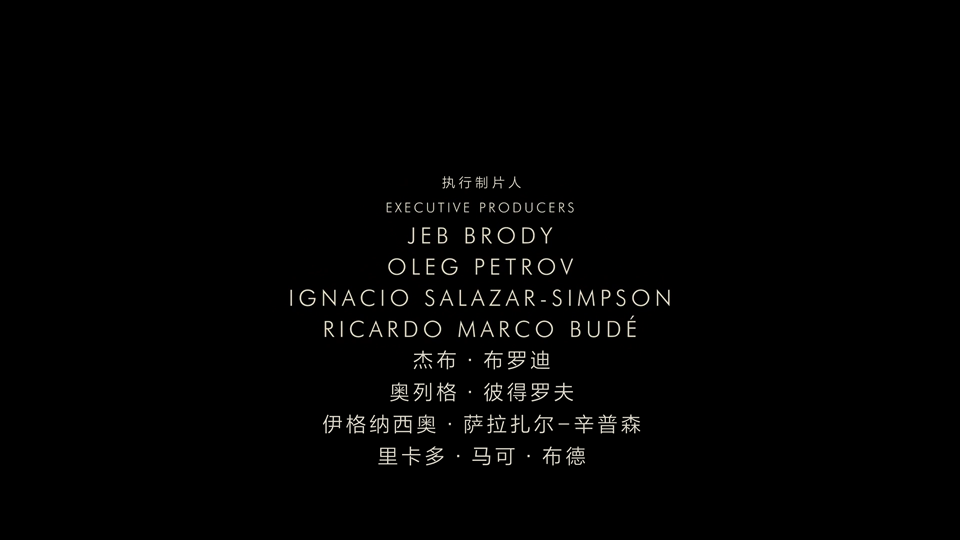 执行制片人
EXECUTIVE PRODUCERS
JEB BRODY
OLEG PETROV
IGNACIO SALAZAR-SIMPSON
RICARDO MARCO BUDÉ
杰布·布罗迪
奥列格·彼得罗夫
伊格纳西奥·萨拉扎尔-辛普森
里卡多·马可·布德